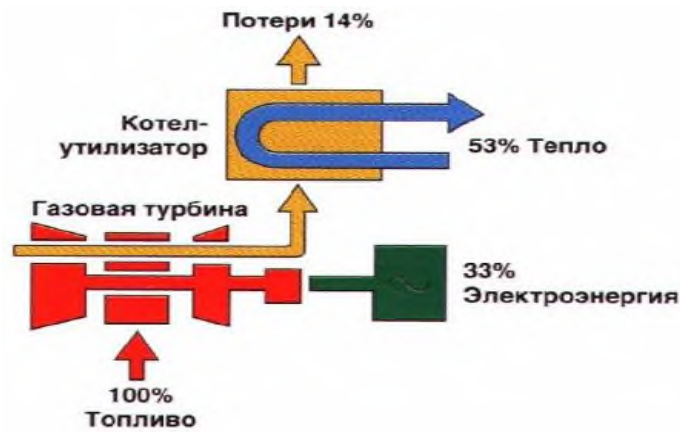 Потери 14%
Котел-
утилизатор
53% Тепло
Газовая турбина
33%
Электроэнергия
100%
Топливо